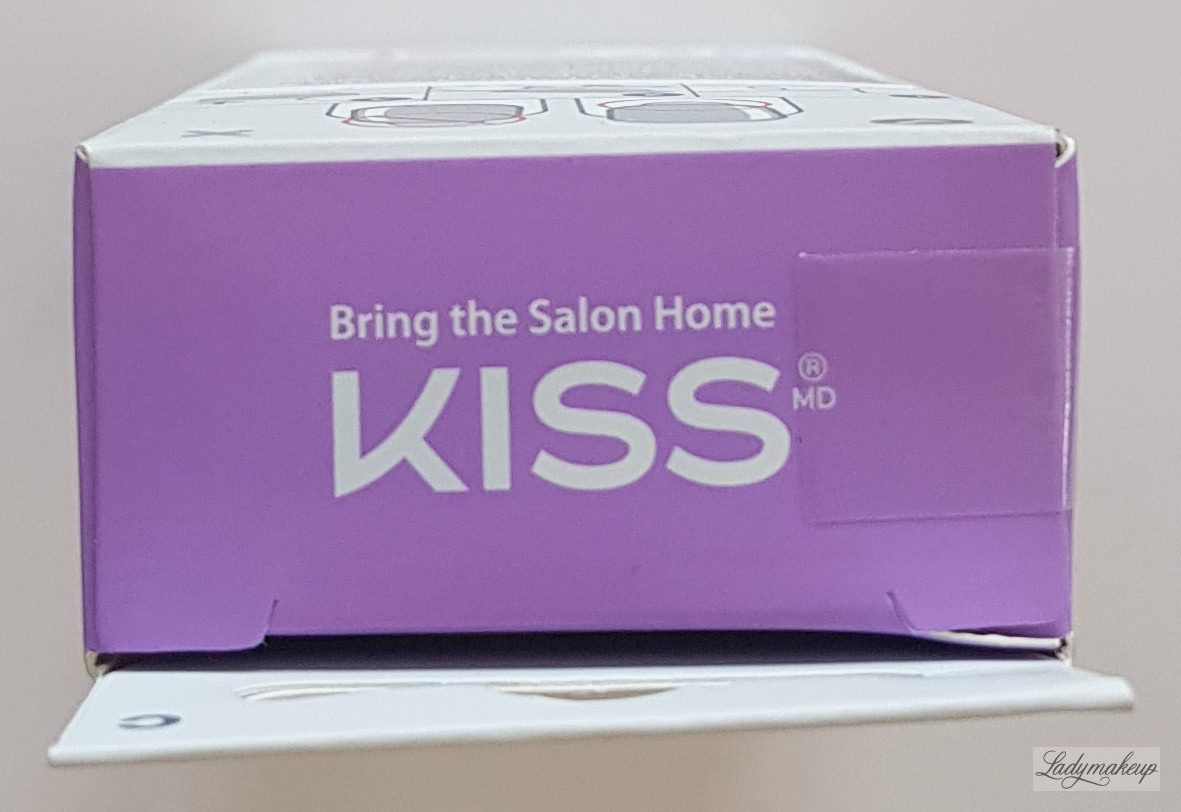 Bring the Salon Home
KISS®
MD
Ladymakeup